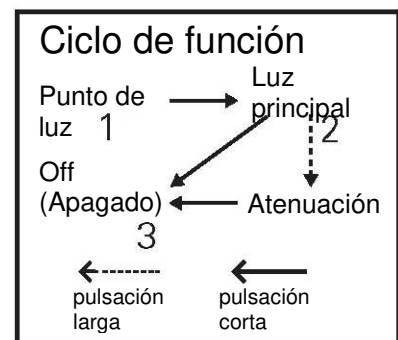 Ciclo de función
Punto de
luz 1
Luz
principal
2
Off
(Apagado)
3
Atenuación
pulsación
larga
pulsación
corta